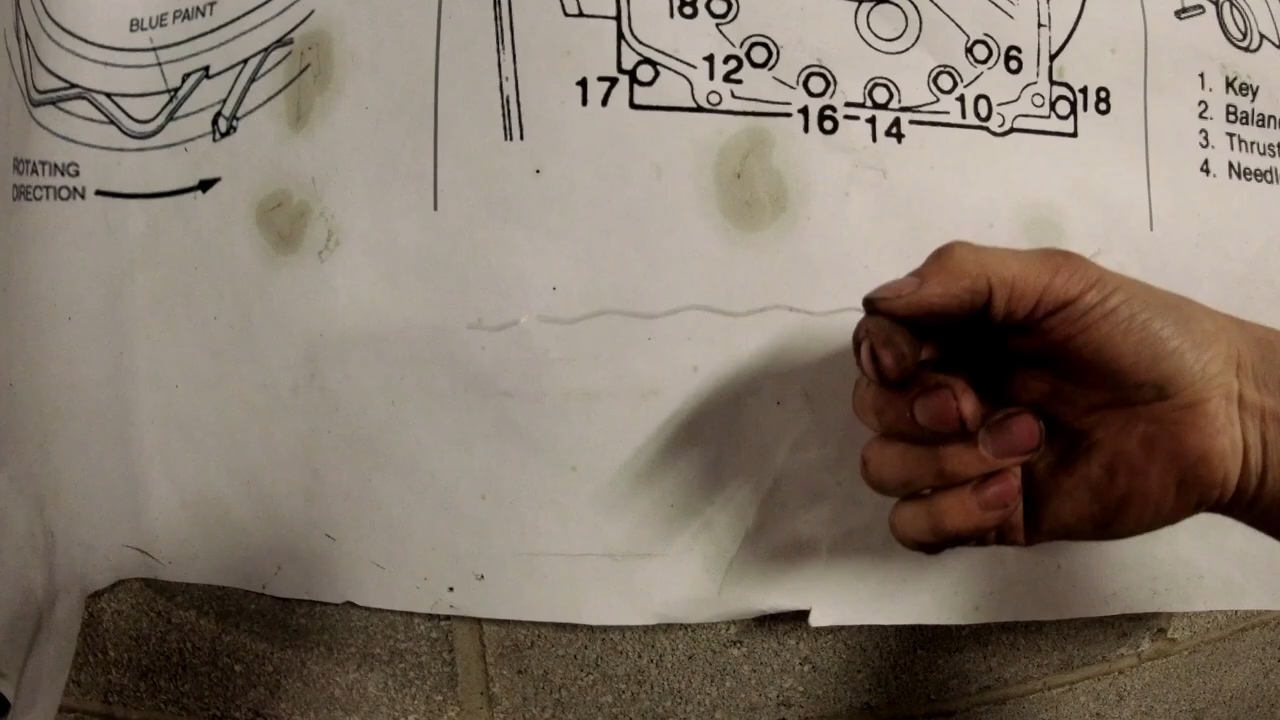 BLUE PAINT
ROTATING
DIRECTION
18
12
17
6
10
18
16
14
1. Key
2. Balan
3. Thrust
4. Needl